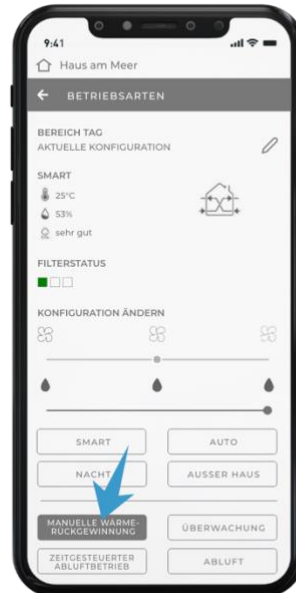 9:41
Haus am Meer
BETRIEBSARTEN
BEREICH TAG
AKTUELLE KONFIGURATION
SMART
25°C
53%
sehr gut
FILTERSTATUS
KONFIGURATION ÄNDERN
SMART
AUTO
NACHT
AUSSER HAUS
MANUELLE WÄRME-
RÜCKGEWINNUNG
ÜBERWACHUNG
ZEITGESTEUERTER
ABLUFTBETRIEB
ABLUFT